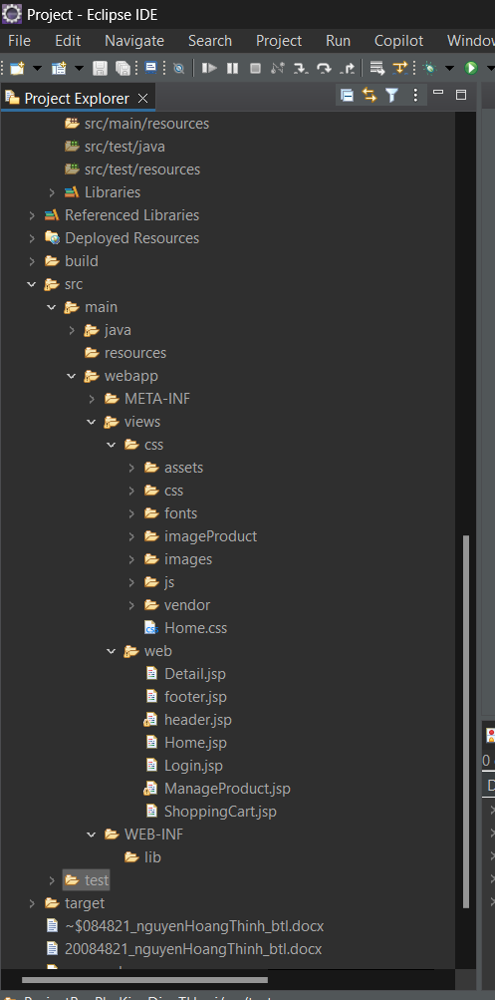 Project - Eclipse IDE
File Edit Navigate Search Project Run Copilot Window
Project Explorer
src/main/resources
src/test/java
src/test/resources
Libraries
Referenced Libraries
Deployed Resources
build
src
main
java
resources
webapp
META-INF
views
css
assets
css
fonts
imageProduct
images
js
vendor
Home.css
web
Detail.jsp
footer.jsp
header.jsp
Home.jsp
Login.jsp
ManageProduct.jsp
ShoppingCart.jsp
WEB-INF
lib
test
target
~$084821_nguyenHoangThinh_btl.docx
20084821_nguyenHoangThinh_btl.docx
0
D